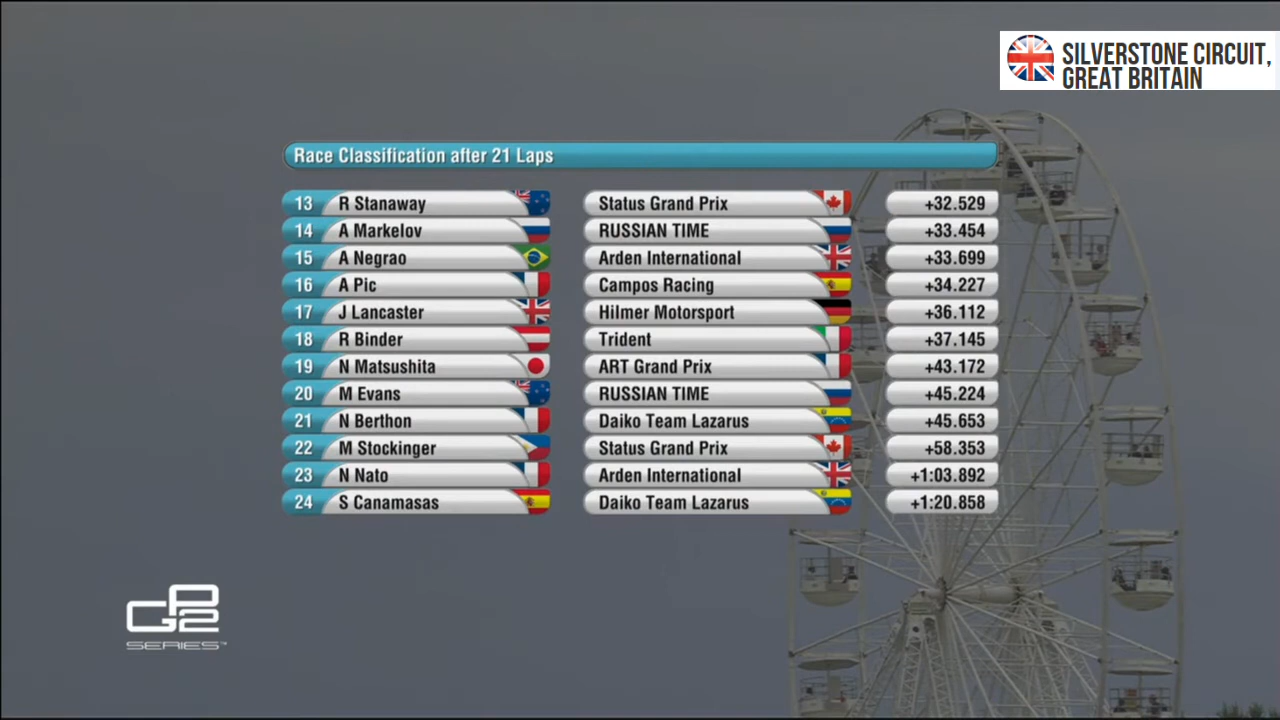 SILVERSTONE CIRCUIT,
GREAT BRITAIN
Race Classification after 21 Laps
13 R Stanaway Status Grand Prix +32.529
14 A Markelov RUSSIAN TIME +33.454
15 A Negrao Arden International +33.699
16 A Pic Campos Racing +34.227
17 J Lancaster Hilmer Motorsport +36.112
18 R Binder Trident +37.145
19 N Matsushita ART Grand Prix +43.172
20 M Evans RUSSIAN TIME +45.224
21 N Berthon Daiko Team Lazarus +45.653
22 M Stockinger Status Grand Prix +58.353
23 N Nato Arden International +1:03.892
24 S Canamasas Daiko Team Lazarus +1:20.858
GP2
SERIES™